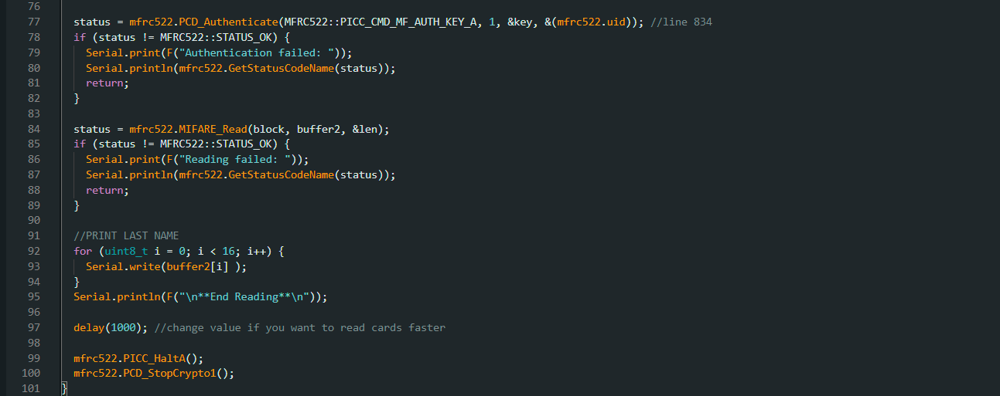 76
77 status = mfrc522.PCD_Authenticate(MFRC522::PICC_CMD_MF_AUTH_KEY_A, 1, &key, &(mfrc522.uid)); //line 834
78 if (status != MFRC522::STATUS_OK) {
79 Serial.print(F("Authentication failed: "));
80 Serial.println(mfrc522.GetStatusCodeName(status));
81 return;
82 }
83
84 status = mfrc522.MIFARE_Read(block, buffer2, &len);
85 if (status != MFRC522::STATUS_OK) {
86 Serial.print(F("Reading failed: "));
87 Serial.println(mfrc522.GetStatusCodeName(status));
88 return;
89 }
90
91 //PRINT LAST NAME
92 for (uint8_t i = 0; i < 16; i++) {
93 Serial.write(buffer2[i] );
94 }
95 Serial.println(F("\n**End Reading**\n"));
96
97 delay(1000); //change value if you want to read cards faster
98
99 mfrc522.PICC_HaltA();
100 mfrc522.PCD_StopCrypto1();
101 }